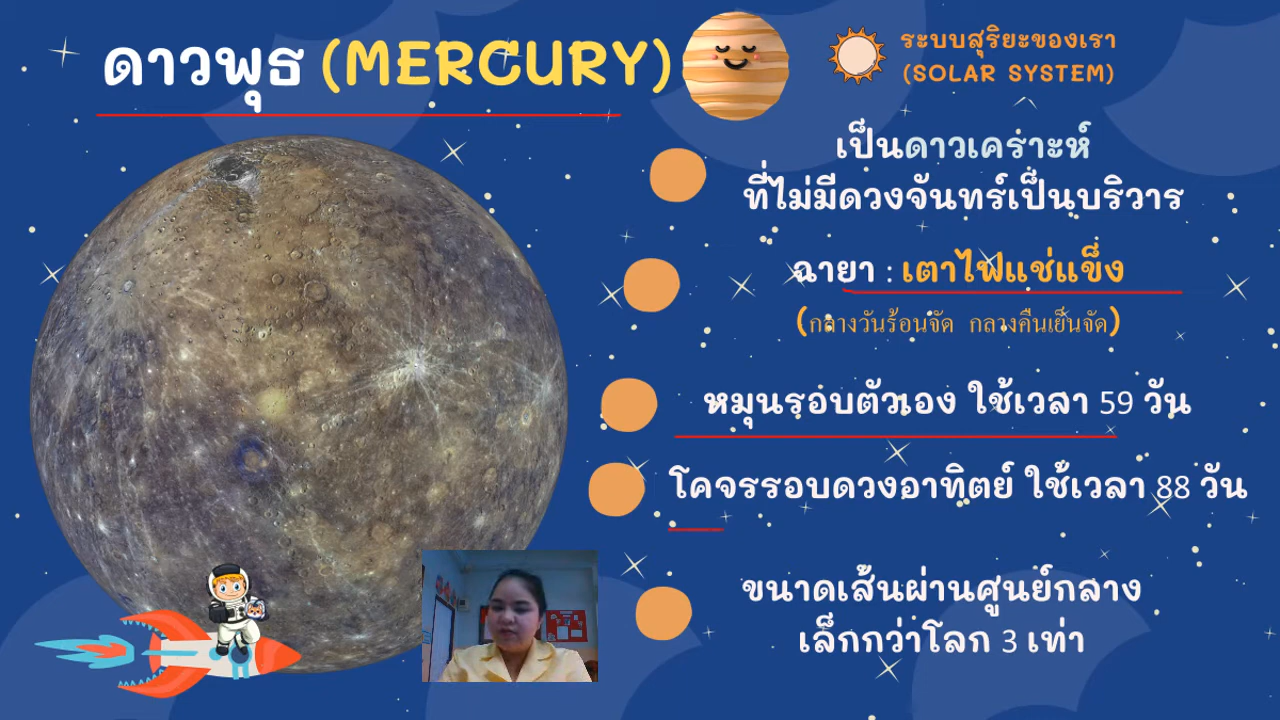 ดาวพุธ (MERCURY)
ระบบสุริยะของเรา
(SOLAR SYSTEM)
เป็นดาวเคราะห์
ที่ไม่มีดวงจันทร์เป็นบริวาร
ฉายา : เตาไฟแช่แข็ง
(กลางวันร้อนจัด กลางคืนเย็นจัด)
หมุนรอบตัวเอง ใช้เวลา 59 วัน
โคจรรอบดวงอาทิตย์ ใช้เวลา 88 วัน
ขนาดเส้นผ่านศูนย์กลาง
เล็กกว่าโลก 3 เท่า